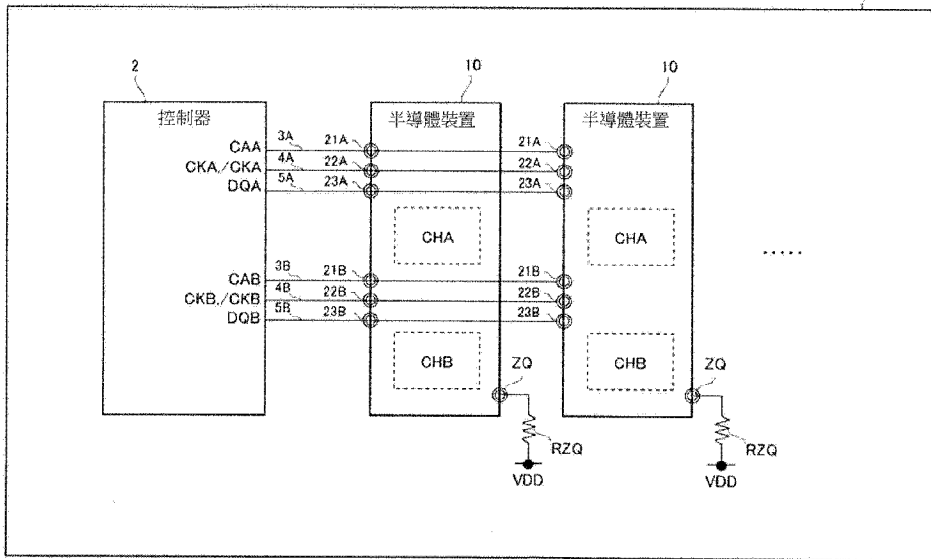 2
10
10
控制器
半導體裝置
半導體裝置
CAA
3A
21A
21A
CKA,/CKA
4A
22A
22A
DQA
5A
23A
23A
CHA
CHA
.....
CAB
3B
21B
21B
CKB,/CKB
4B
22B
22B
DQB
5B
23B
23B
CHB
CHB
ZQ
ZQ
RZQ
RZQ
VDD
VDD